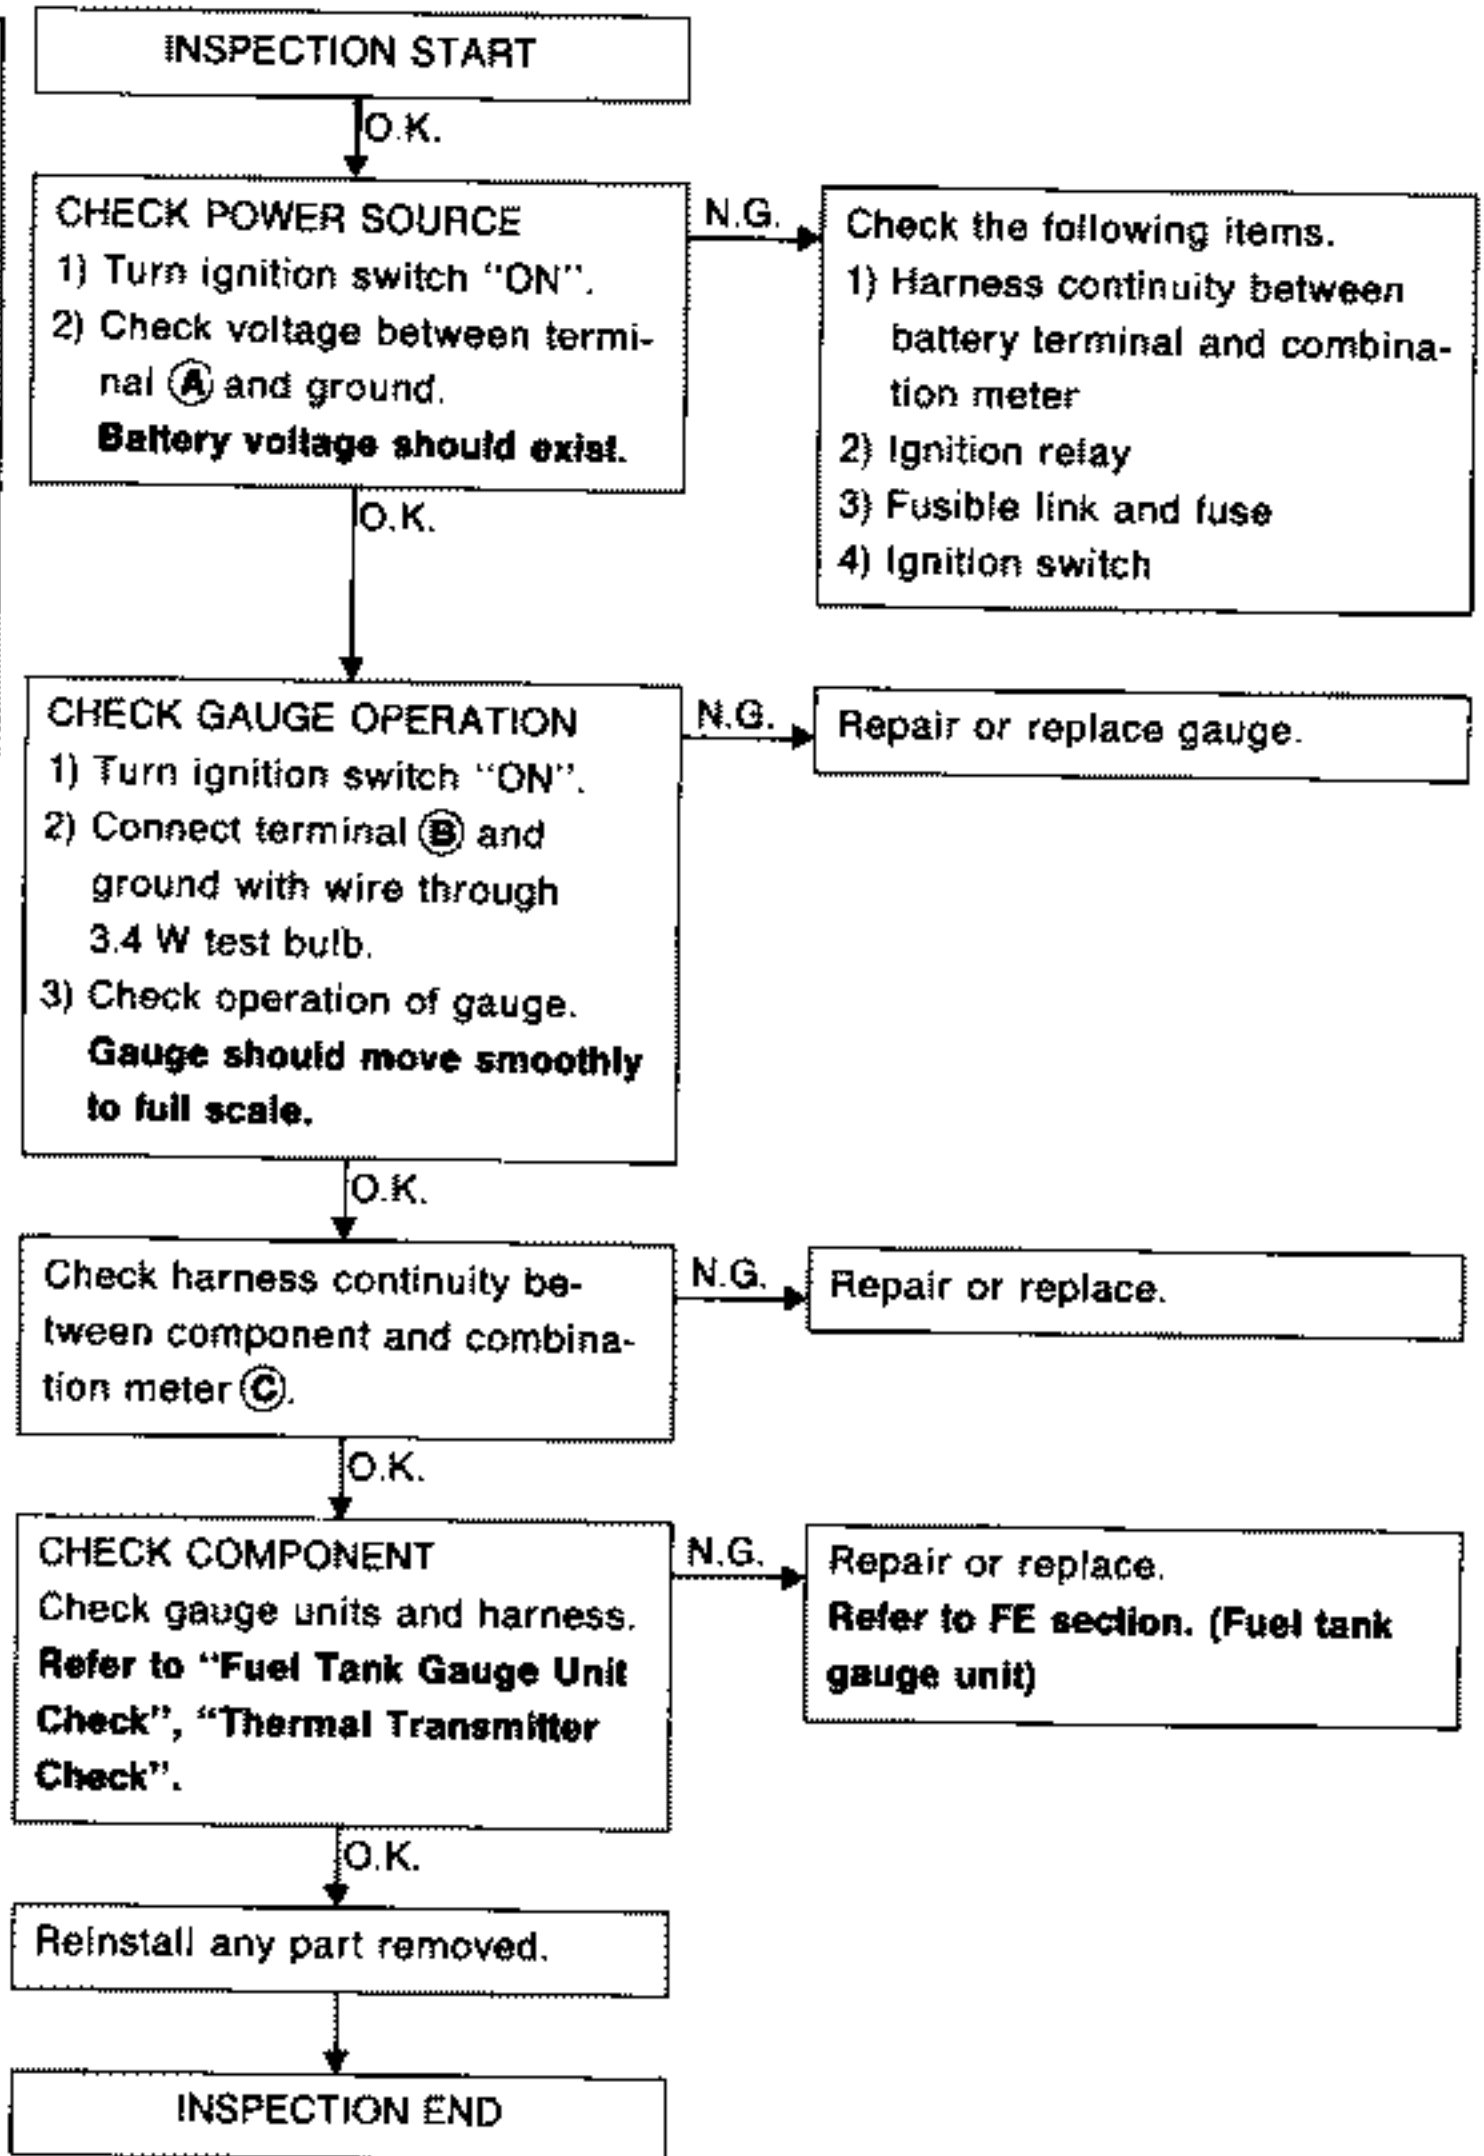 INSPECTION START
O.K.
CHECK POWER SOURCE
1) Turn ignition switch “ON”.
2) Check voltage between termi-
nal Ⓐ and ground.
Battery voltage should exist.
N.G.
Check the following items.
1) Harness continuity between
battery terminal and combina-
tion meter
2) Ignition relay
3) Fusible link and fuse
4) Ignition switch
O.K.
CHECK GAUGE OPERATION
1) Turn ignition switch “ON”.
2) Connect terminal Ⓑ and
ground with wire through
3.4 W test bulb.
3) Check operation of gauge.
Gauge should move smoothly
to full scale.
N.G.
Repair or replace gauge.
O.K.
Check harness continuity be-
tween component and combina-
tion meter Ⓒ.
N.G.
Repair or replace.
O.K.
CHECK COMPONENT
Check gauge units and harness.
Refer to “Fuel Tank Gauge Unit
Check”, “Thermal Transmitter
Check”.
N.G.
Repair or replace.
Refer to FE section. (Fuel tank
gauge unit)
O.K.
Reinstall any part removed.
INSPECTION END